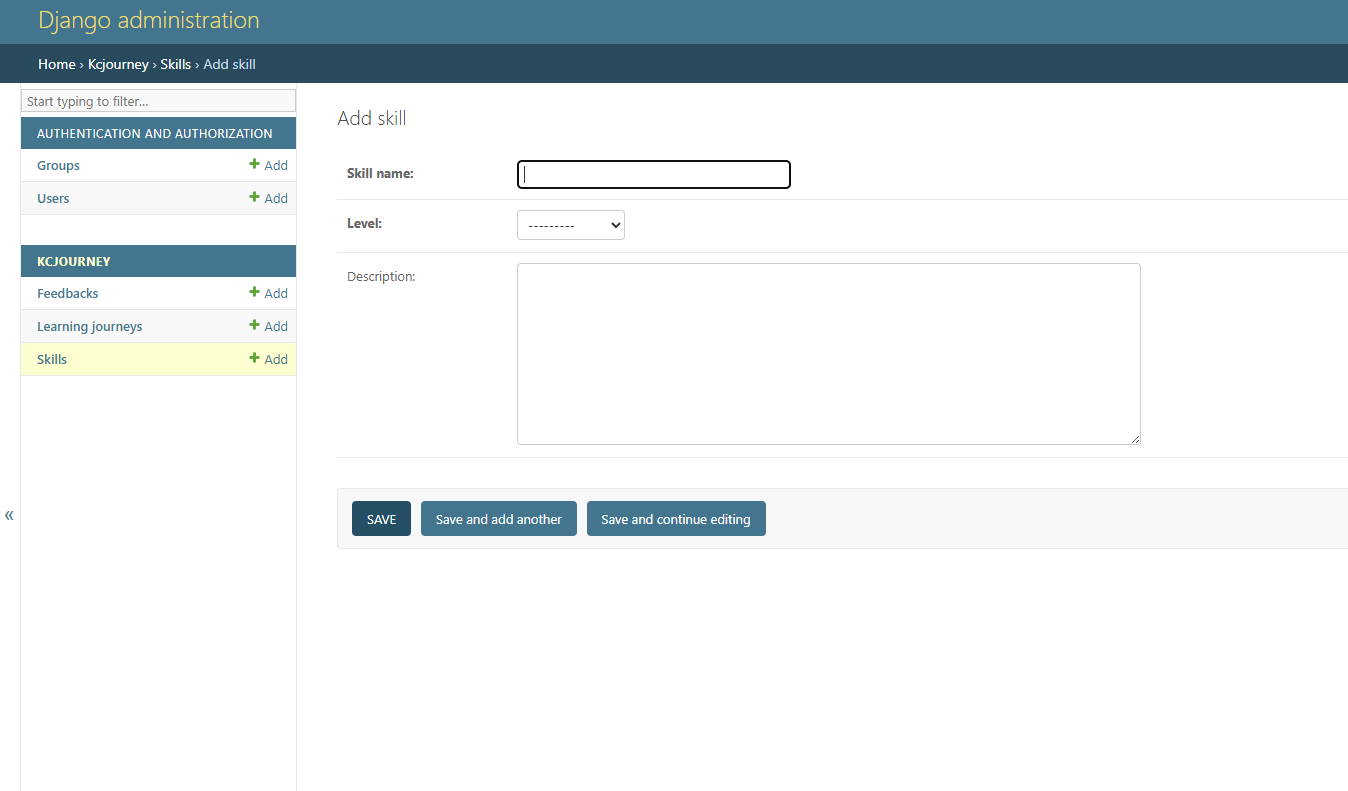 Django administration
Home › Kcjourney › Skills › Add skill
Start typing to filter...
AUTHENTICATION AND AUTHORIZATION
Groups + Add
Users + Add
KCJOURNEY
Feedbacks + Add
Learning journeys + Add
Skills + Add
«
Add skill
Skill name:
Level: ---------
Description:
SAVE Save and add another Save and continue editing